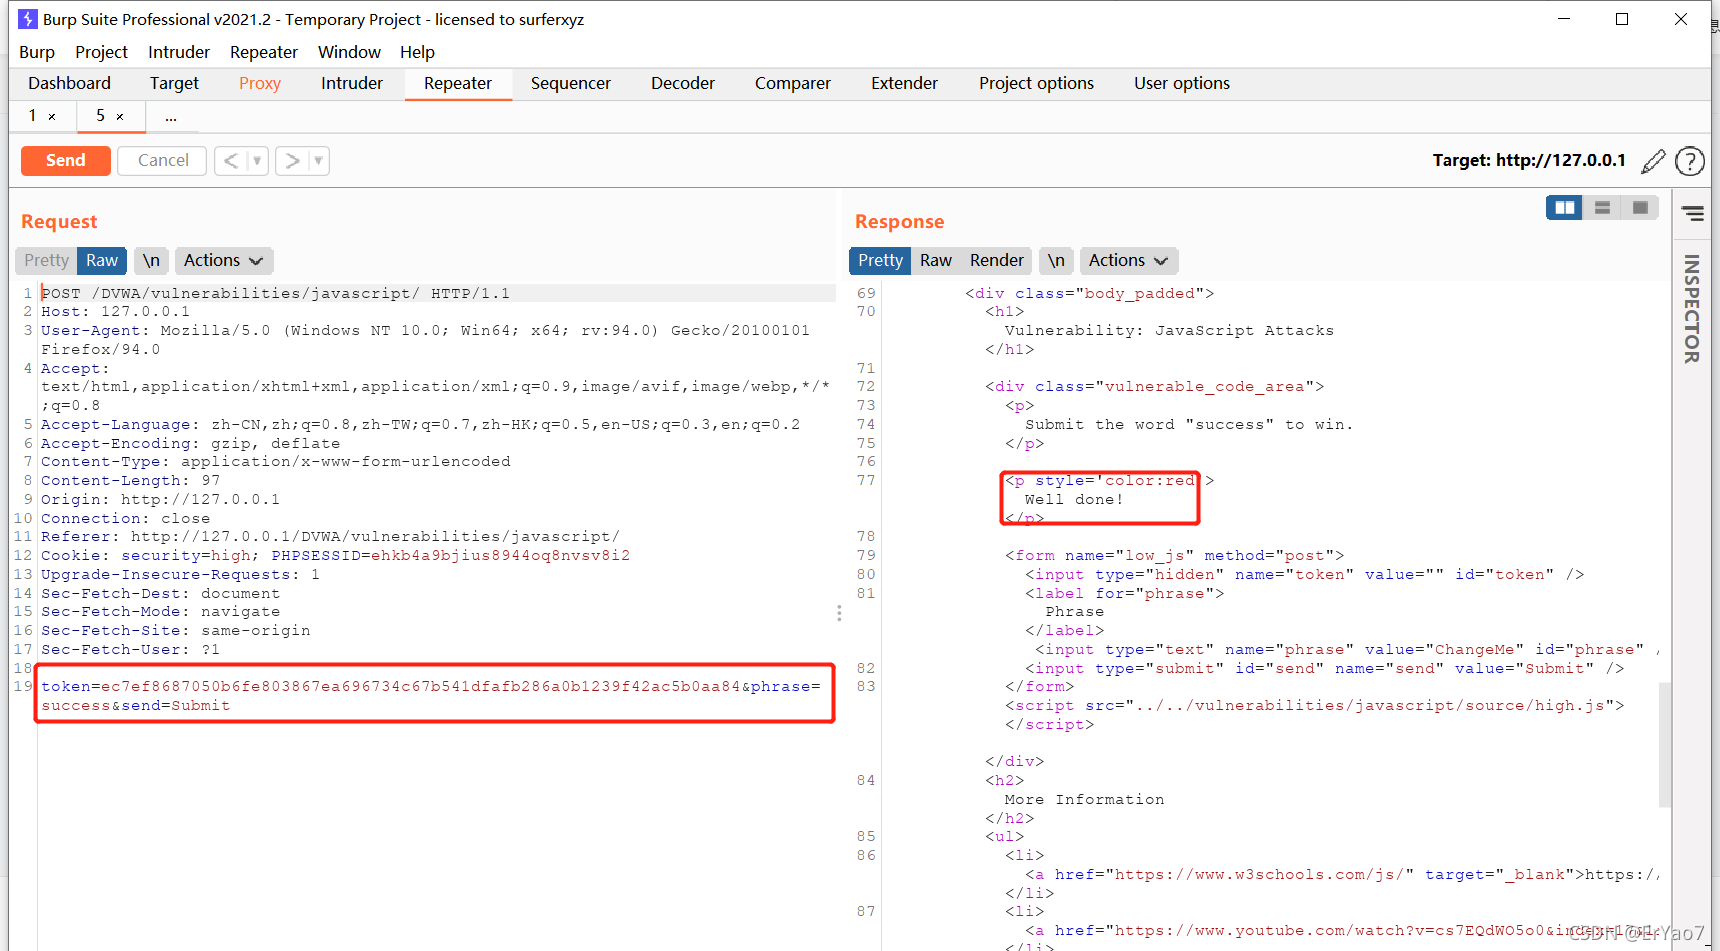 Burp Suite Professional v2021.2 - Temporary Project - licensed to surferxyz
Burp Project Intruder Repeater Window Help
Dashboard Target Proxy Intruder Repeater Sequencer Decoder Comparer Extender Project options User options
1 × 5 × ...
Send Cancel < > Target: http://127.0.0.1 ?
Request
Pretty Raw \n Actions
1 POST /DVWA/vulnerabilities/javascript/ HTTP/1.1
2 Host: 127.0.0.1
3 User-Agent: Mozilla/5.0 (Windows NT 10.0; Win64; x64; rv:94.0) Gecko/20100101
Firefox/94.0
4 Accept:
text/html,application/xhtml+xml,application/xml;q=0.9,image/avif,image/webp,*/*
;q=0.8
5 Accept-Language: zh-CN,zh;q=0.8,zh-TW;q=0.7,zh-HK;q=0.5,en-US;q=0.3,en;q=0.2
6 Accept-Encoding: gzip, deflate
7 Content-Type: application/x-www-form-urlencoded
8 Content-Length: 97
9 Origin: http://127.0.0.1
10 Connection: close
11 Referer: http://127.0.0.1/DVWA/vulnerabilities/javascript/
12 Cookie: security=high; PHPSESSID=ehkb4a9bjius8944oq8nvsv8i2
13 Upgrade-Insecure-Requests: 1
14 Sec-Fetch-Dest: document
15 Sec-Fetch-Mode: navigate
16 Sec-Fetch-Site: same-origin
17 Sec-Fetch-User: ?1
18
19 token=ec7ef8687050b6fe803867ea696734c67b541dfafb286a0b1239f42ac5b0aa84&phrase=
success&send=Submit
Response
Pretty Raw Render \n Actions
69 <div class="body_padded">
70 <h1>
Vulnerability: JavaScript Attacks
</h1>
71
72 <div class="vulnerable_code_area">
73 <p>
74 Submit the word "success" to win.
75 </p>
76
77 <p style='color:red'>
Well done!
</p>
78
79 <form name="low_js" method="post">
80 <input type="hidden" name="token" value="" id="token" />
81 <label for="phrase">
Phrase
</label>
<input type="text" name="phrase" value="ChangeMe" id="phrase" /
82 <input type="submit" id="send" name="send" value="Submit" />
83 </form>
<script src="../../vulnerabilities/javascript/source/high.js">
</script>
</div>
84 <h2>
More Information
</h2>
85 <ul>
86 <li>
<a href="https://www.w3schools.com/js/" target="_blank">https:/
</li>
87 <li>
<a href="https://www.youtube.com/watch?v=cs7EQdWO5o0&index=17
</li>
INSPECTOR
CSDN @ErYao7